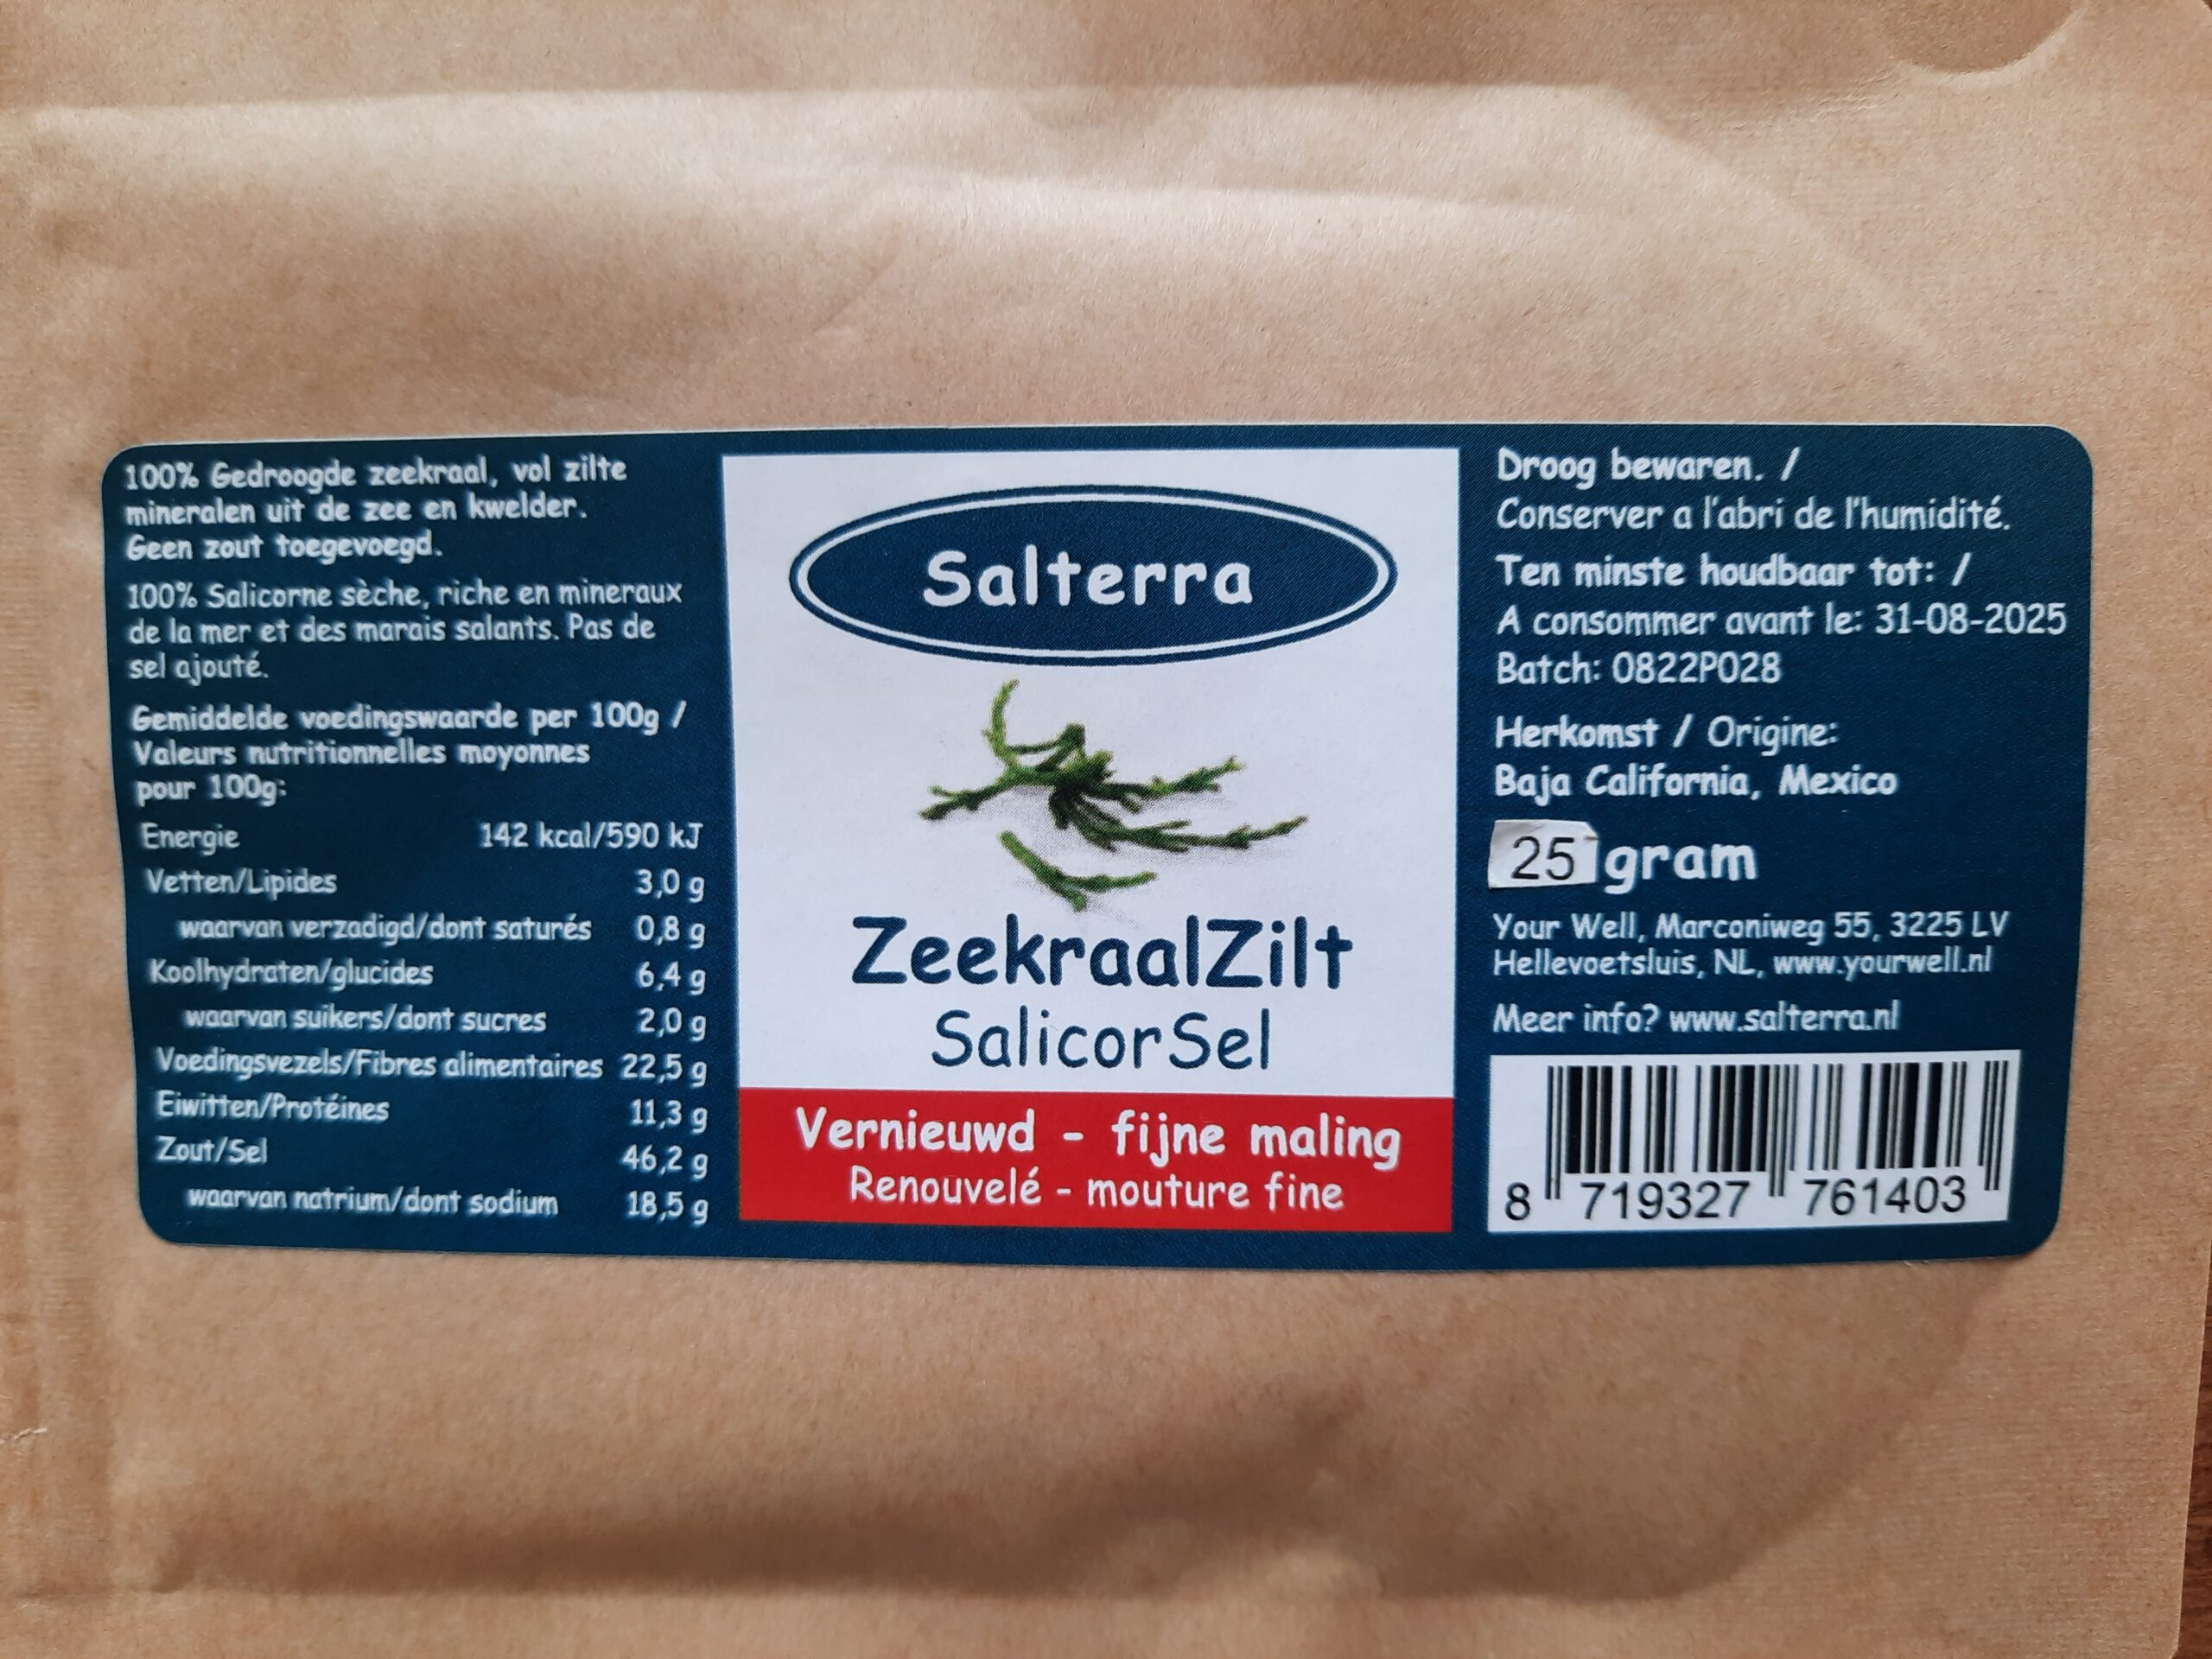 100% Gedroogde zeekraal, vol zilte
mineralen uit de zee en kwelder.
Geen zout toegevoegd.
100% Salicorne sèche, riche en mineraux
de la mer et des marais salants. Pas de
sel ajouté.
Gemiddelde voedingswaarde per 100g /
Valeurs nutritionnelles moyonnes
pour 100g:
Energie 142 kcal/590 kJ
Vetten/Lipides 3,0 g
waarvan verzadigd/dont saturés 0,8 g
Koolhydraten/glucides 6,4 g
waarvan suikers/dont sucres 2,0 g
Voedingsvezels/Fibres alimentaires 22,5 g
Eiwitten/Protéines 11,3 g
Zout/Sel 46,2 g
waarvan natrium/dont sodium 18,5 g
Salterra
ZeekraalZilt
SalicorSel
Vernieuwd - fijne maling
Renouvelé - mouture fine
Droog bewaren. /
Conserver a l'abri de l'humidité.
Ten minste houdbaar tot: /
A consommer avant le: 31-08-2025
Batch: 0822P028
Herkomst / Origine:
Baja California, Mexico
25 gram
Your Well, Marconiweg 55, 3225 LV
Hellevoetsluis, NL, www.yourwell.nl
Meer info? www.salterra.nl
8 719327 761403